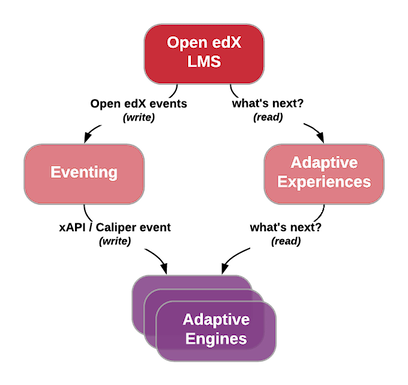 Open edX
LMS
Open edX events
(write)
what's next?
(read)
Eventing
Adaptive
Experiences
xAPI / Caliper event
(write)
what's next?
(read)
Adaptive
Engines